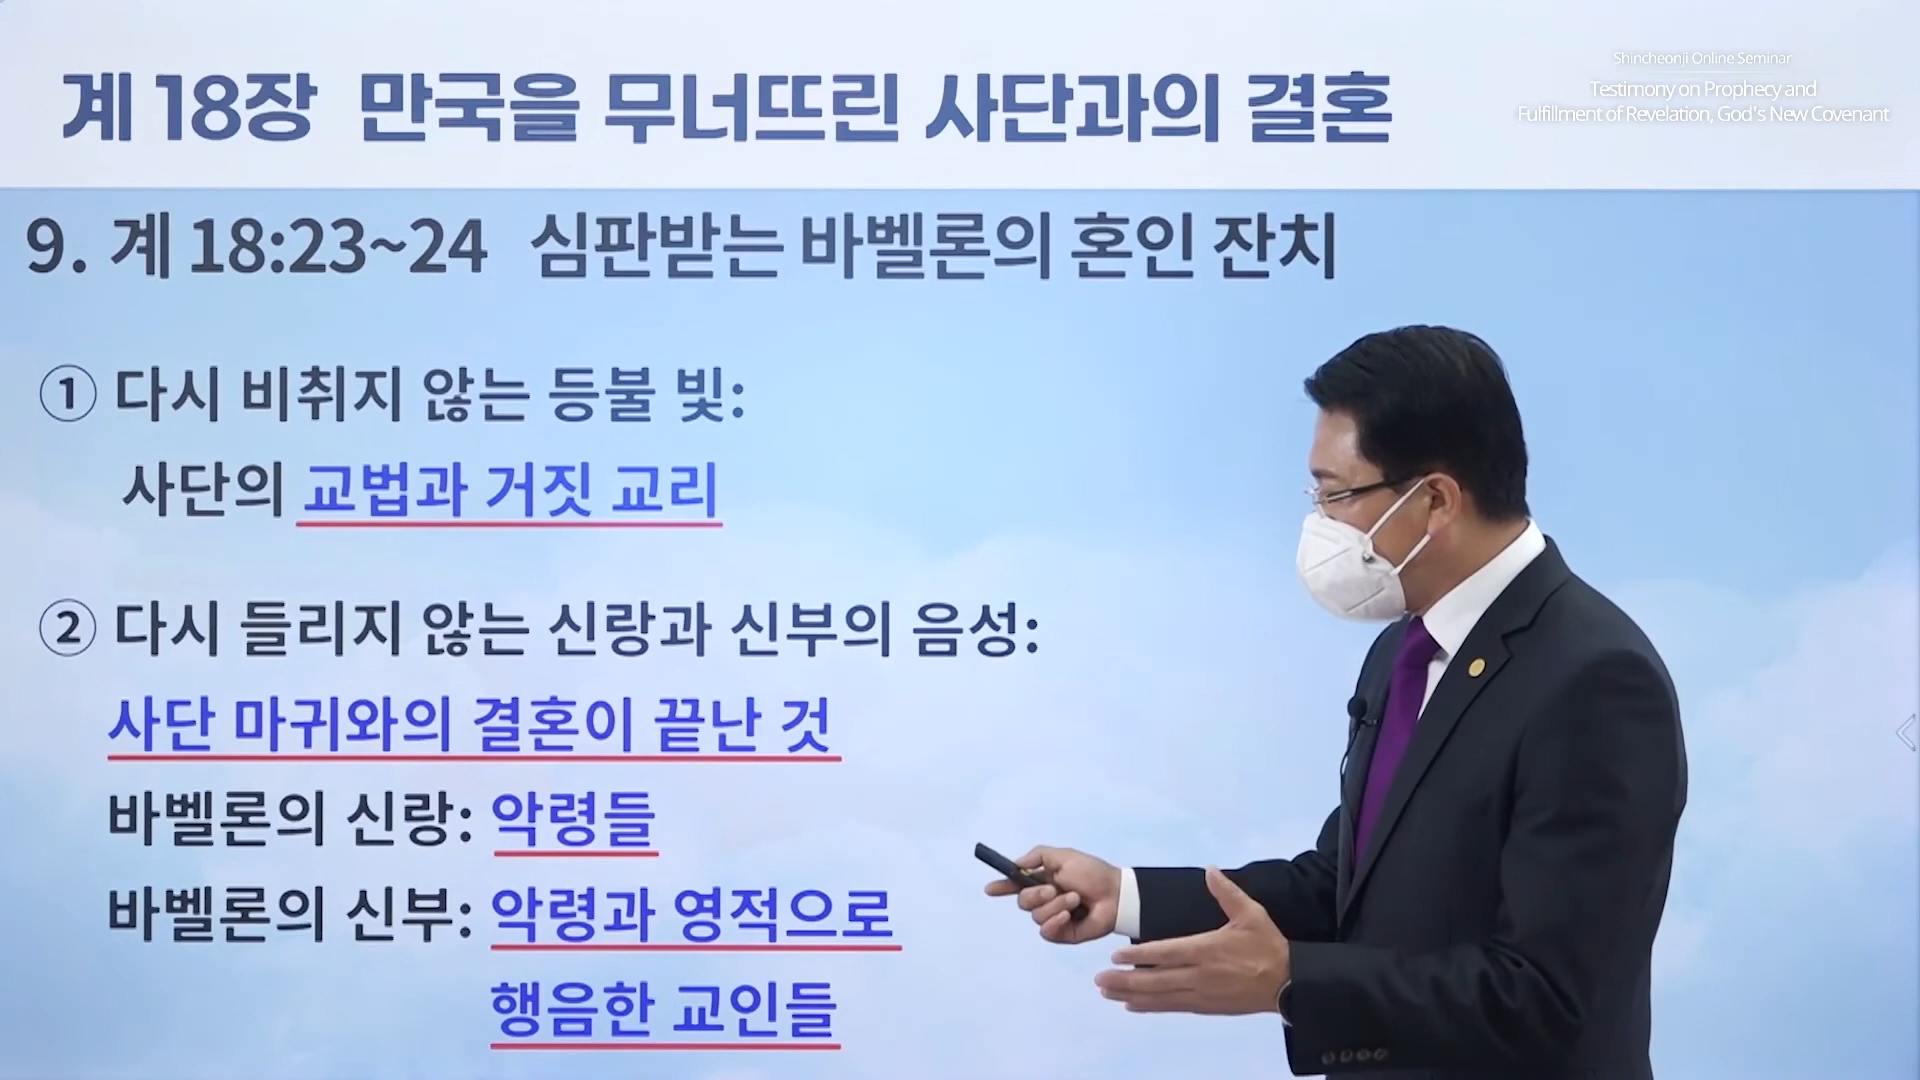 계 18장 만국을 무너뜨린 사단과의 결혼
Shincheonji Online Seminar
Testimony on Prophecy and
Fulfillment of Revelation, God's New Covenant
9. 계 18:23~24 심판받는 바벨론의 혼인 잔치
① 다시 비취지 않는 등불 빛:
사단의 교법과 거짓 교리
② 다시 들리지 않는 신랑과 신부의 음성:
사단 마귀와의 결혼이 끝난 것
바벨론의 신랑: 악령들
바벨론의 신부: 악령과 영적으로
행음한 교인들